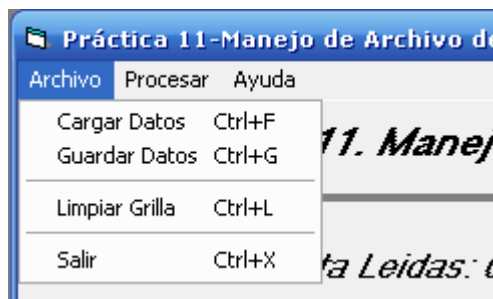 Práctica 11-Manejo de Archivo de
Archivo Procesar Ayuda
Cargar Datos Ctrl+F
Guardar Datos Ctrl+G
Limpiar Grilla Ctrl+L
Salir Ctrl+X
11. Manej
ta Leidas: